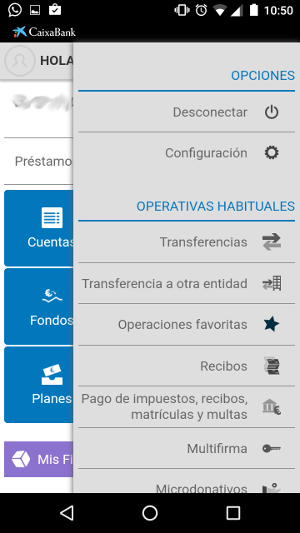 10:50
CaixaBank
HOLA
OPCIONES
Desconectar
Configuración
Préstamo
OPERATIVAS HABITUALES
Transferencias
Cuentas
Transferencia a otra entidad
Operaciones favoritas
Fondos
Recibos
Pago de impuestos, recibos,
matrículas y multas
Planes
Multifirma
Mis Fi
Microdonativos